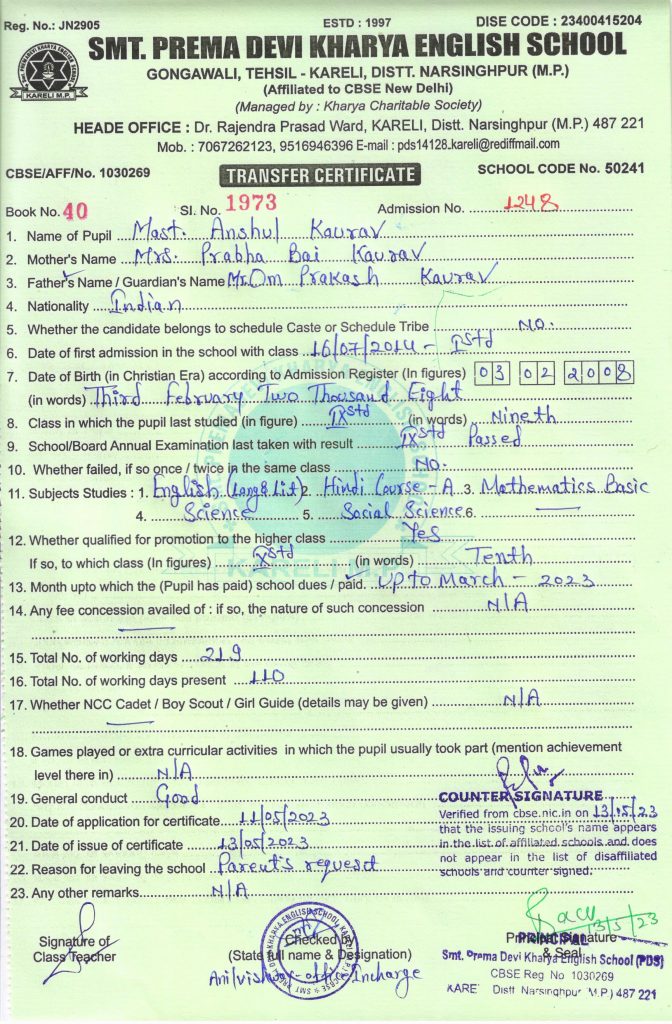 Reg. No.: JN2905 ESTD : 1997 DISE CODE : 23400415204
SMT. PREMA DEVI KHARYA ENGLISH SCHOOL
KARELI M.P.
GONGAWALI, TEHSIL - KARELI, DISTT. NARSINGHPUR (M.P.)
(Affiliated to CBSE New Delhi)
(Managed by : Kharya Charitable Society)
HEAD OFFICE : Dr. Rajendra Prasad Ward, KARELI, Distt. Narsinghpur (M.P.) 487 221
Mob. : 7067262123, 9516946396 E-mail : pds14128.kareli@rediffmail.com
CBSE/AFF/No. 1030269 TRANSFER CERTIFICATE SCHOOL CODE No. 50241
Book No. 40 Sl. No. 1973 Admission No. 1248
1. Name of Pupil Mast. Anshul Kaurav
2. Mother's Name Mrs. Prabha Bai Kaurav
3. Father's Name / Guardian's Name Mr. Om Prakash Kaurav
4. Nationality Indian
5. Whether the candidate belongs to schedule Caste or Schedule Tribe NO.
6. Date of first admission in the school with class 16/07/2014 - Ist std
7. Date of Birth (in Christian Era) according to Admission Register (In figures) 03 02 2008
(in words) Third February Two Thousand Eight
8. Class in which the pupil last studied (in figure) IX std (in words) Nineth
9. School/Board Annual Examination last taken with result IX std Passed
10. Whether failed, if so once / twice in the same class NO.
11. Subjects Studies : 1. English (Lang & Lit) 2. Hindi Course - A 3. Mathematics Basic
4. Science 5. Social Science 6. —
12. Whether qualified for promotion to the higher class Yes
If so, to which class (In figures) X std (in words) Tenth
13. Month upto which the (Pupil has paid) school dues / paid. Up to March - 2023
14. Any fee concession availed of : if so, the nature of such concession N/A
15. Total No. of working days 219
16. Total No. of working days present 110
17. Whether NCC Cadet / Boy Scout / Girl Guide (details may be given) N/A
18. Games played or extra curricular activities in which the pupil usually took part (mention achievement
level there in) N/A
19. General conduct Good
COUNTER SIGNATURE
20. Date of application for certificate 11/05/2023
Verified from cbse.nic.in on 13/05/23
that the issuing school's name appears
21. Date of issue of certificate 13/05/2023
in the list of affiliated schools and does
not appear in the list of disaffiliated
22. Reason for leaving the school Parent's request
schools and counter signed.
23. Any other remarks. N/A
13/5/23
Signature of
Class Teacher
Checked
(State full name & Designation)
Anil vishwakarma office Incharge
Principal Signature
& Seal
PRINCIPAL
Smt. Prema Devi Kharya English School (PDS)
CBSE Reg No 1030269
KARE Distt Narsinghpur (M.P.) 487 221